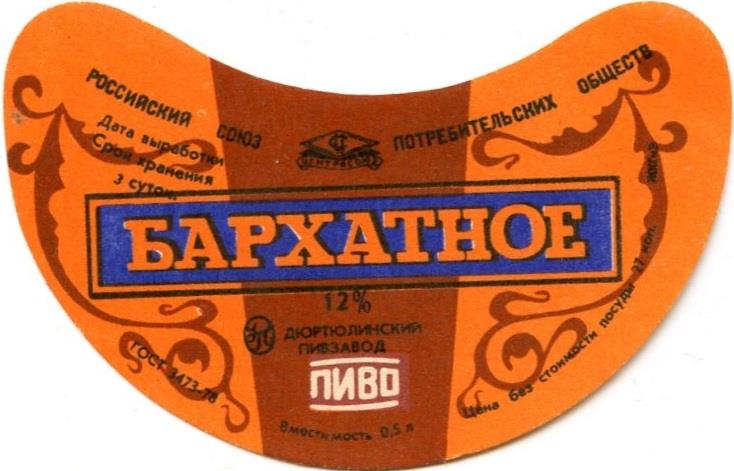 РОССИЙСКИЙ СОЮЗ ПОТРЕБИТЕЛЬСКИХ ОБЩЕСТВ
ЦЕНТРОСОЮЗ
Дата выработки
Срок хранения
3 суток.
БАРХАТНОЕ
12%
ДЮРТЮЛИНСКИЙ
ПИВЗАВОД
ПИВО
Вместимость 0,5 л
ГОСТ 3473-78
Цена без стоимости посуды 27 коп.